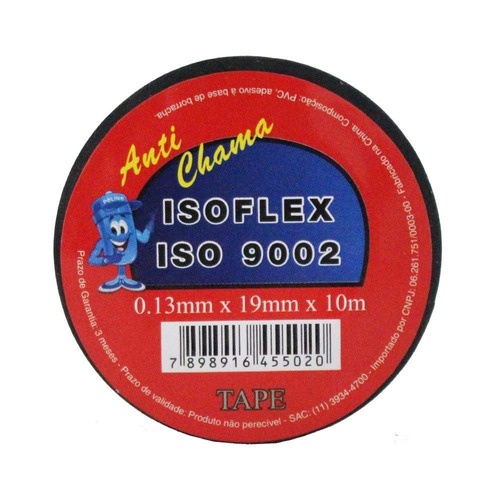 Anti
Chama
ISOFLEX
ISO 9002
0.13mm x 19mm x 10m
7 898916 455020
TAPE
Prazo de Garantia: 3 meses - Prazo de validade: Produto não perecível - SAC: (11) 3934-4700 - Importado por CNPJ: 06.261.751/0003-00 - Fabricado na China. Composição: PVC, adesivo à base de borracha.